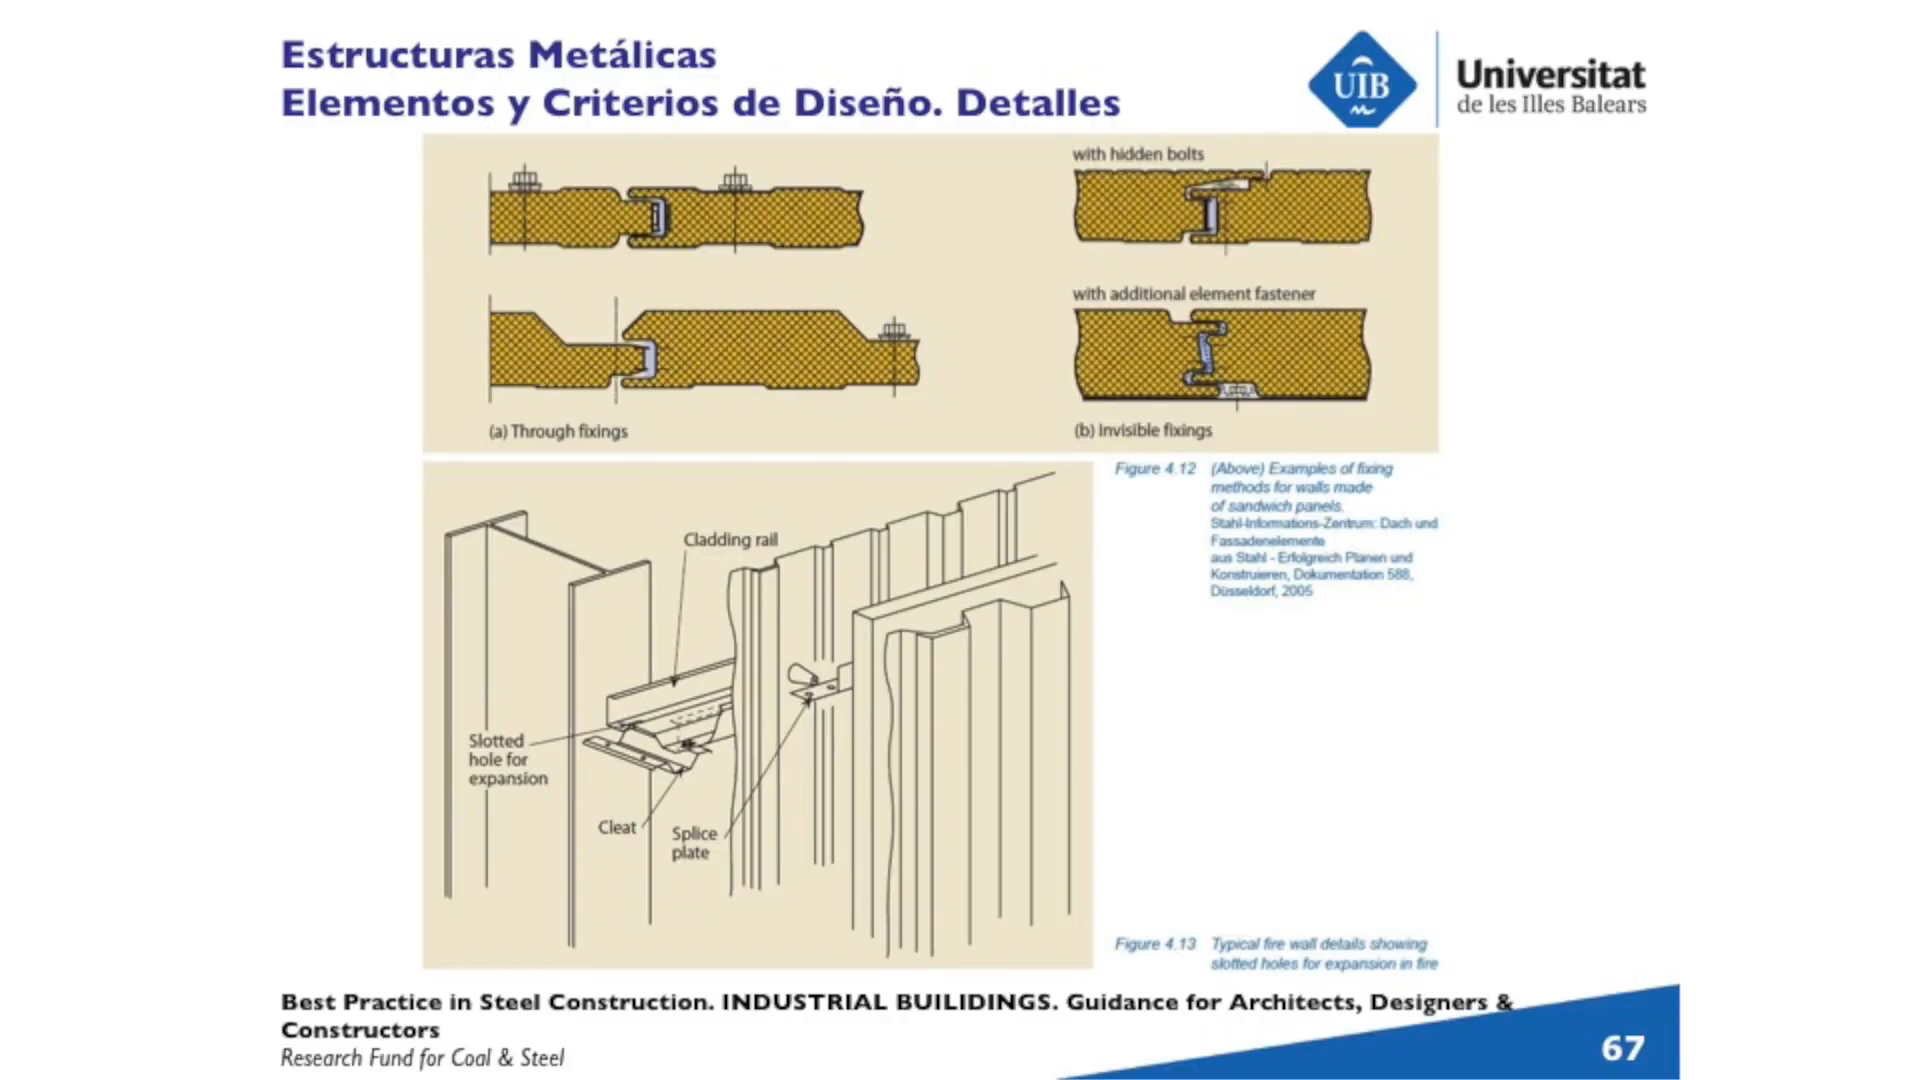 Estructuras Metálicas
Elementos y Criterios de Diseño. Detalles
UIB
Universitat
de les Illes Balears
with hidden bolts
with additional element fastener
(a) Through fixings
(b) Invisible fixings
Figure 4.12 (Above) Examples of fixing
methods for walls made
of sandwich panels.
Stahl-Informations-Zentrum: Dach und
Fassadenelemente
aus Stahl - Erfolgreich Planen und
Konstruieren, Dokumentation 588,
Düsseldorf, 2005
Cladding rail
Slotted
hole for
expansion
Cleat
Splice
plate
Figure 4.13 Typical fire wall details showing
slotted holes for expansion in fire
Best Practice in Steel Construction. INDUSTRIAL BUILIDINGS. Guidance for Architects, Designers &
Constructors
Research Fund for Coal & Steel
67